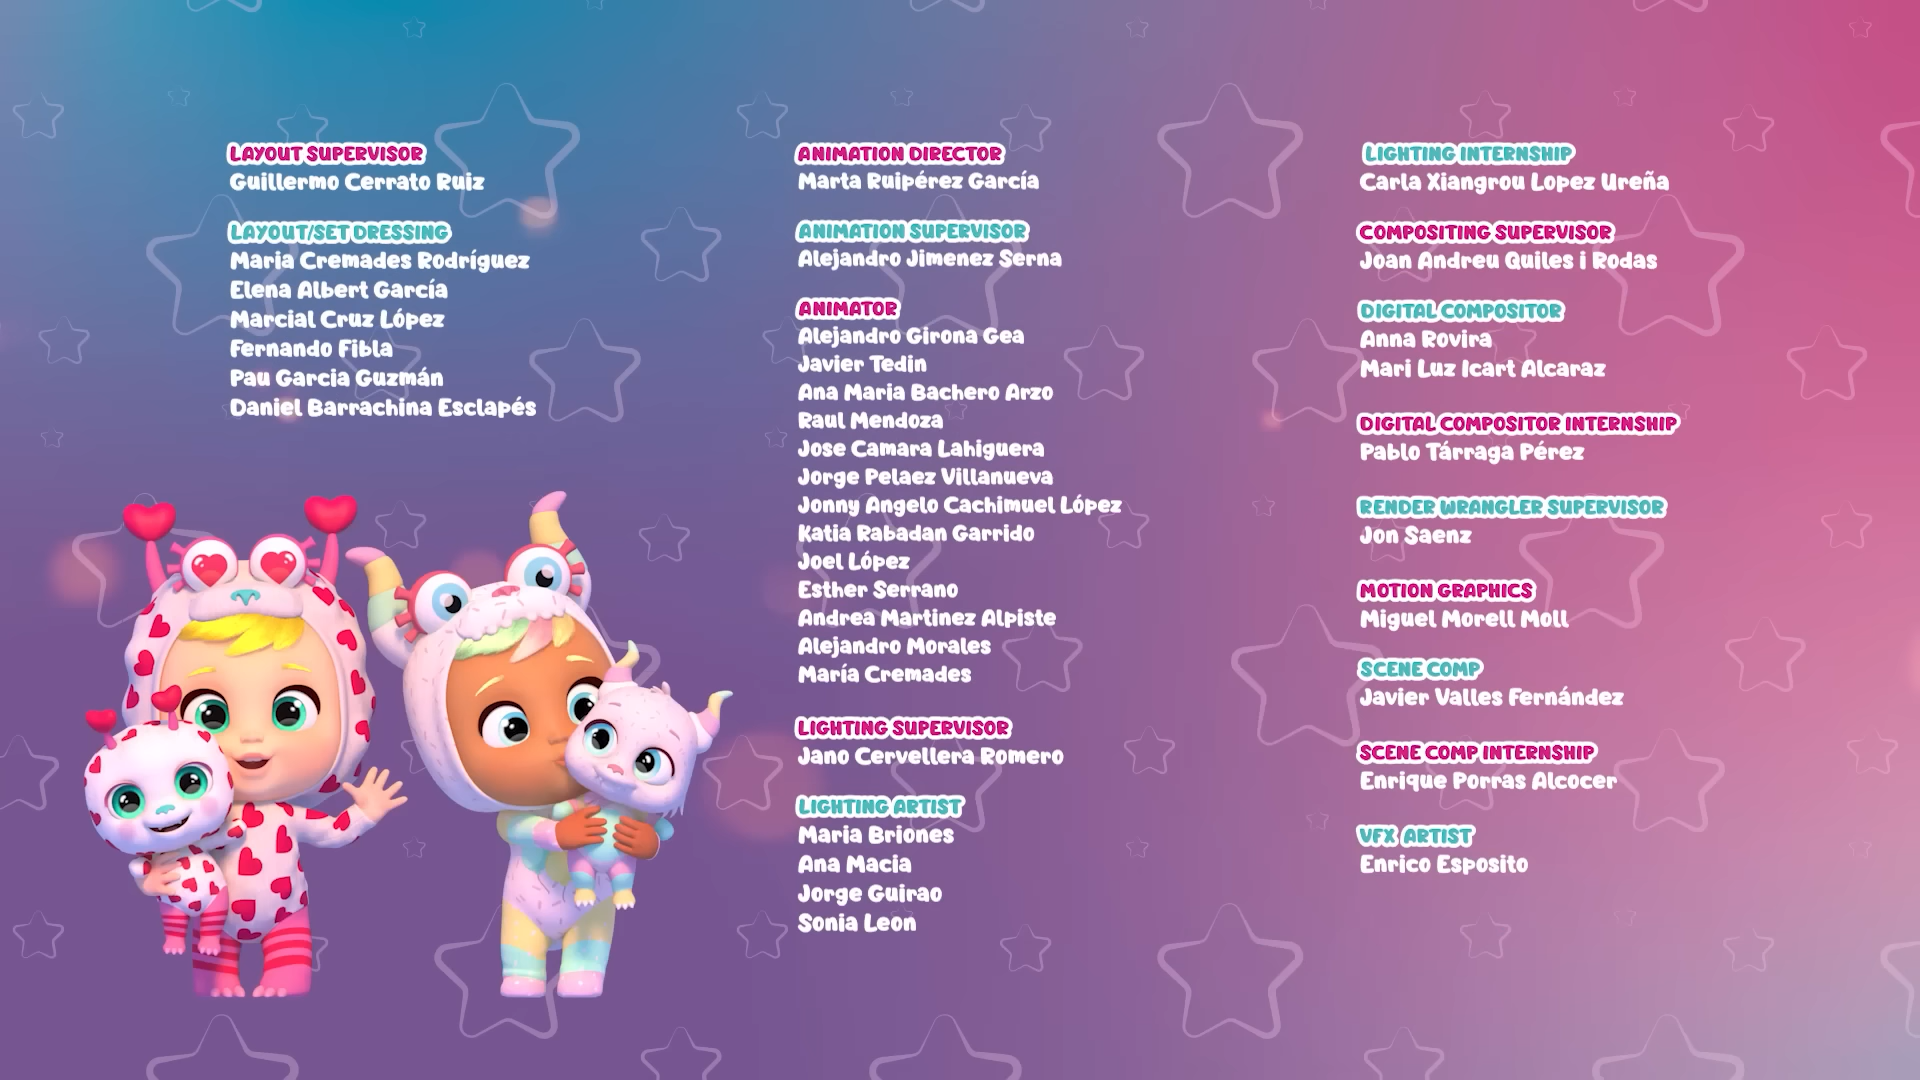 LAYOUT SUPERVISOR
Guillermo Cerrato Ruiz
LAYOUT/SET DRESSING
Maria Cremades Rodríguez
Elena Albert García
Marcial Cruz López
Fernando Fibla
Pau Garcia Guzmán
Daniel Barrachina Esclapés
ANIMATION DIRECTOR
Marta Ruipérez García
ANIMATION SUPERVISOR
Alejandro Jimenez Serna
ANIMATOR
Alejandro Girona Gea
Javier Tedin
Ana Maria Bachero Arzo
Raul Mendoza
Jose Camara Lahiguera
Jorge Pelaez Villanueva
Jonny Angelo Cachimuel López
Katia Rabadan Garrido
Joel López
Esther Serrano
Andrea Martinez Alpiste
Alejandro Morales
María Cremades
LIGHTING SUPERVISOR
Jano Cervellera Romero
LIGHTING ARTIST
Maria Briones
Ana Macia
Jorge Guirao
Sonia Leon
LIGHTING INTERNSHIP
Carla Xiangrou Lopez Ureña
COMPOSITING SUPERVISOR
Joan Andreu Quiles i Rodas
DIGITAL COMPOSITOR
Anna Rovira
Mari Luz Icart Alcaraz
DIGITAL COMPOSITOR INTERNSHIP
Pablo Tárraga Pérez
RENDER WRANGLER SUPERVISOR
Jon Saenz
MOTION GRAPHICS
Miguel Morell Moll
SCENE COMP
Javier Valles Fernández
SCENE COMP INTERNSHIP
Enrique Porras Alcocer
VFX ARTIST
Enrico Esposito